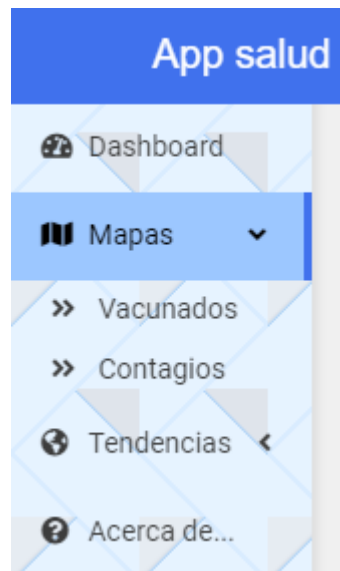 App salud
Dashboard
Mapas
Vacunados
Contagios
Tendencias
Acerca de...